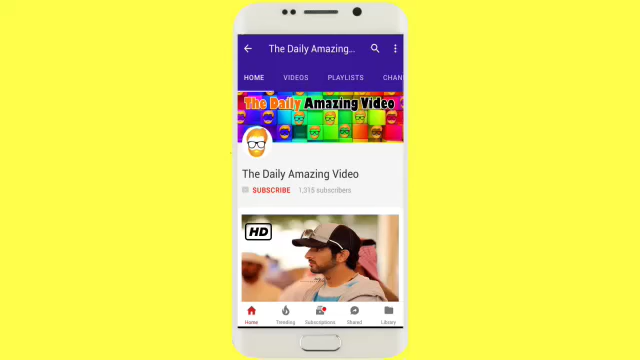 The Daily Amazing...
HOME VIDEOS PLAYLISTS CHAN
The Daily Amazing Video
The Daily Amazing Video
SUBSCRIBE 1,315 subscribers
HD
Home Trending Subscriptions Shared Library